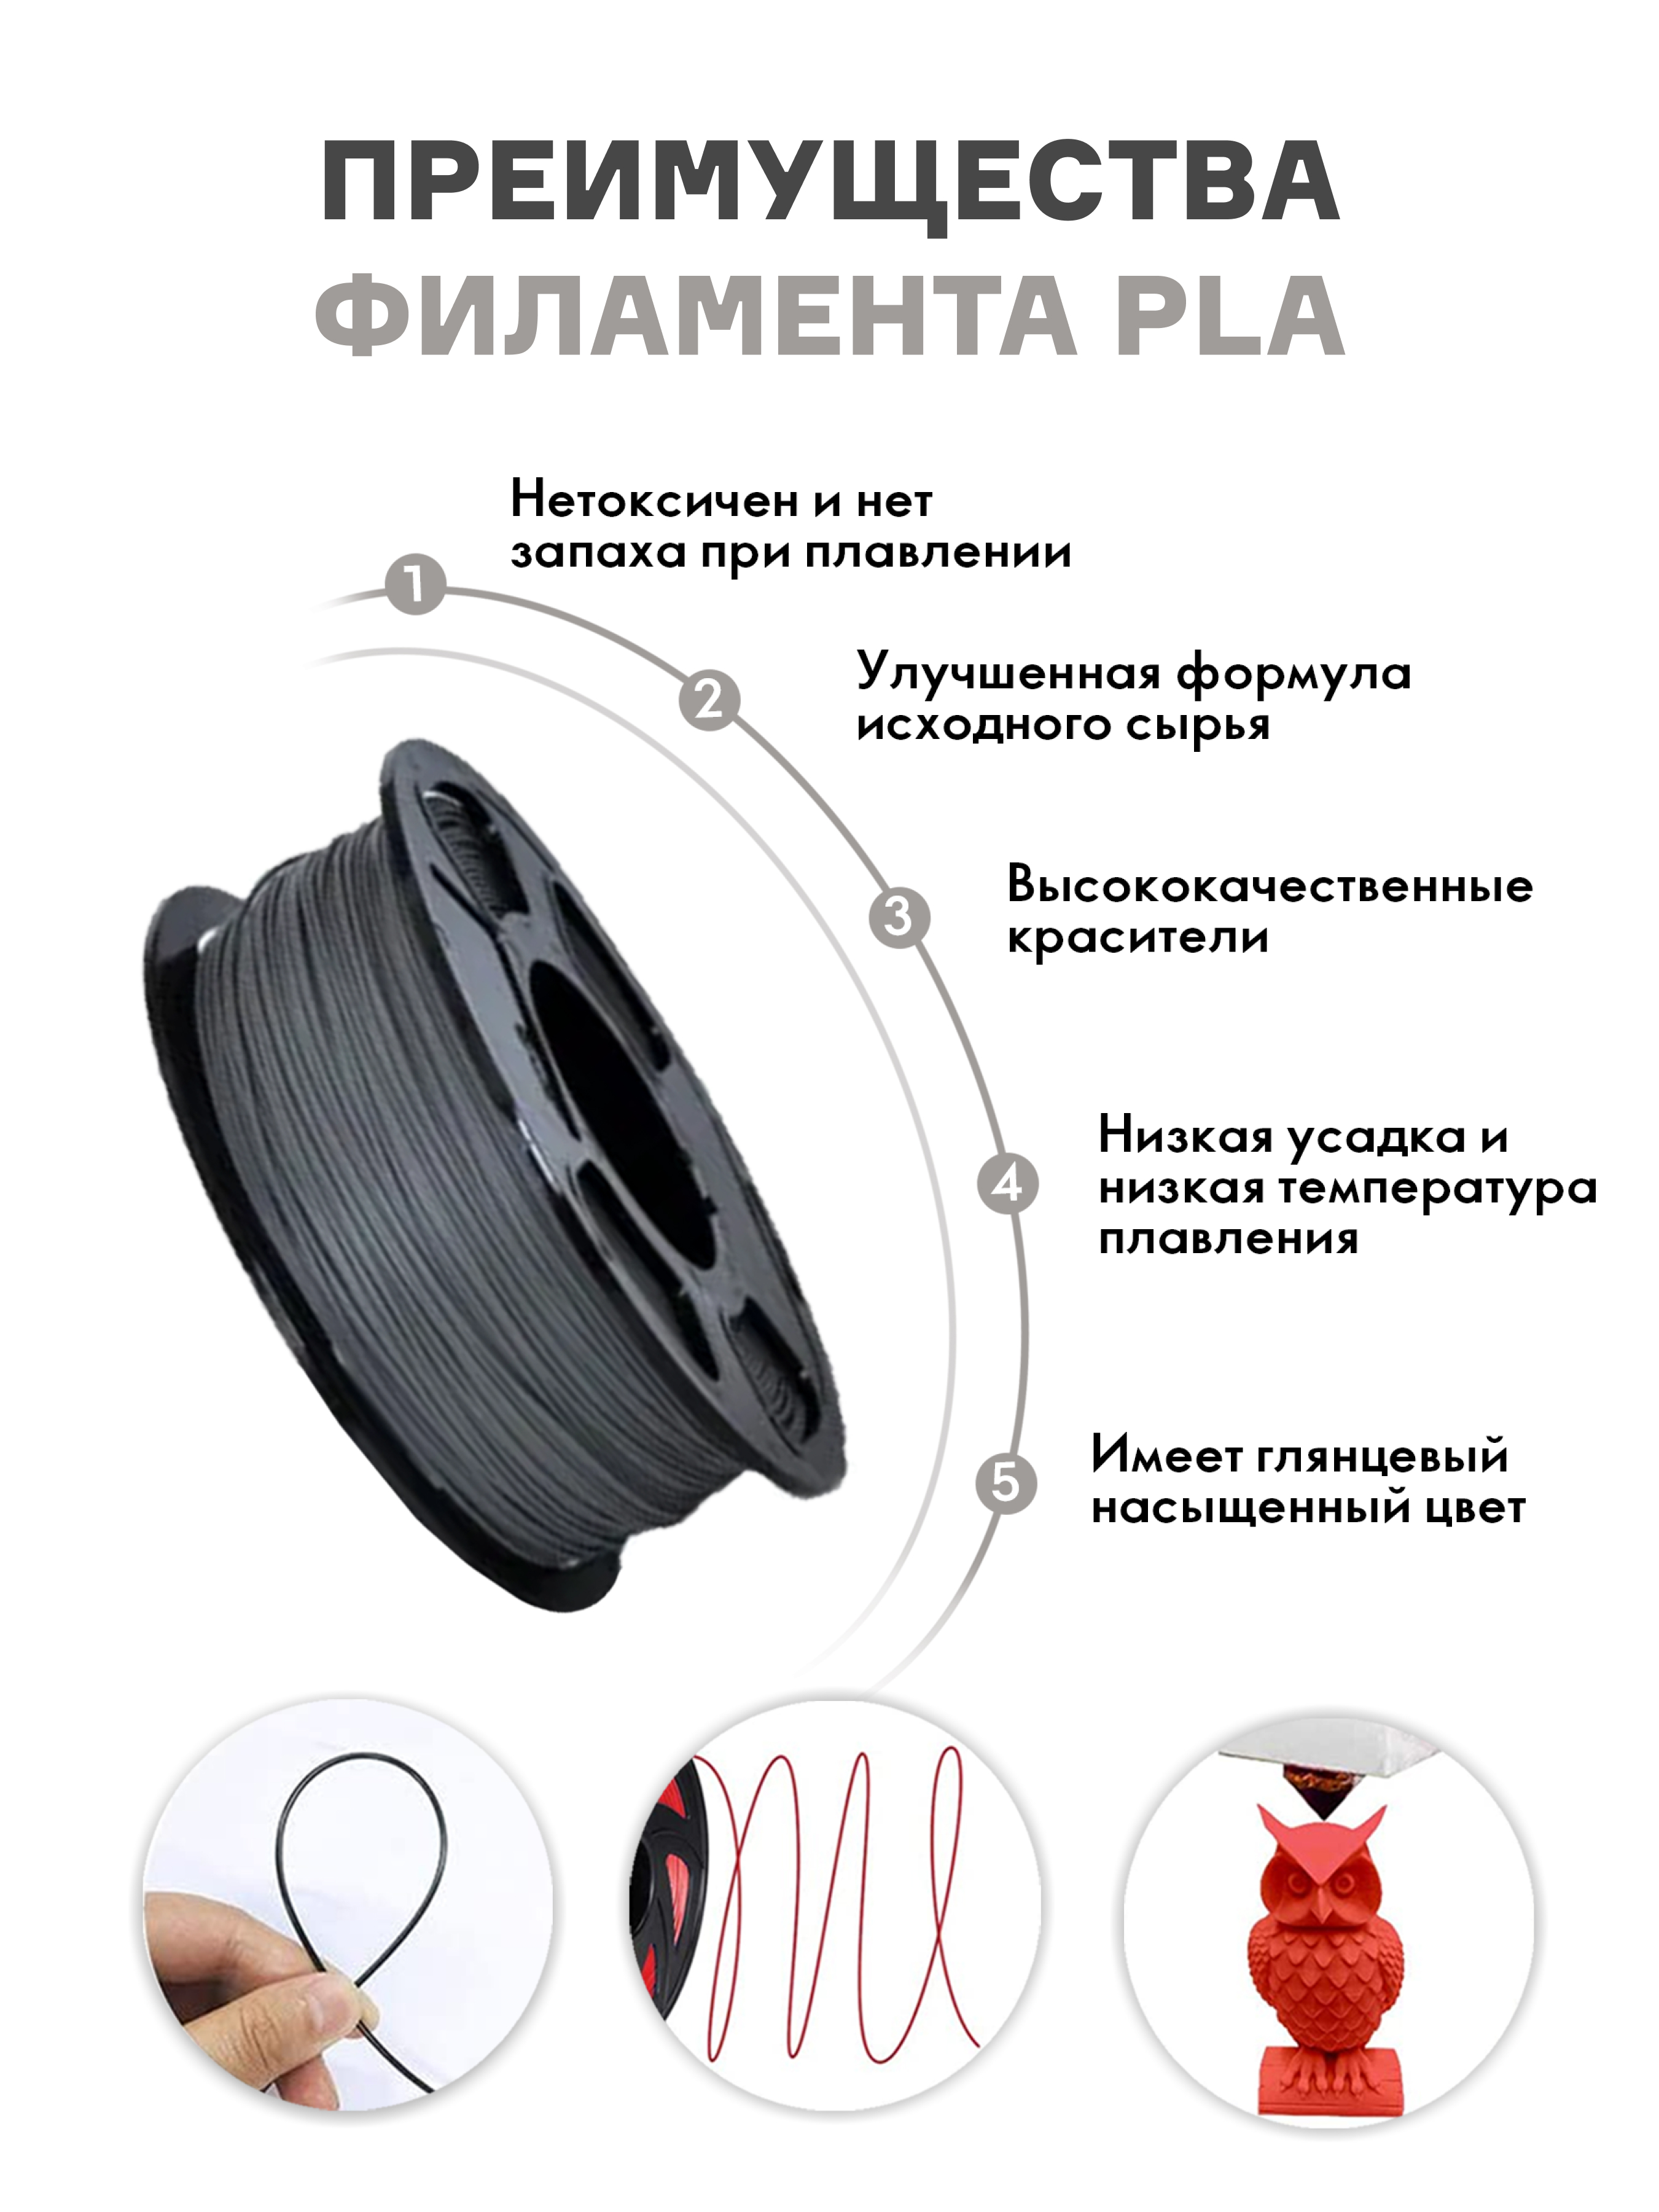 ПРЕИМУЩЕСТВА
ФИЛАМЕНТА PLA
1
Нетоксичен и нет
запаха при плавлении
2
Улучшенная формула
исходного сырья
3
Высококачественные
красители
4
Низкая усадка и
низкая температура
плавления
5
Имеет глянцевый
насыщенный цвет